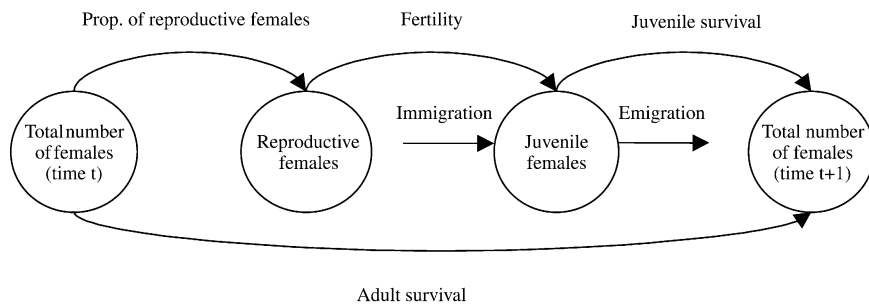 Prop. of reproductive females
Fertility
Juvenile survival
Immigration
Emigration
Total number
of females
(time t)
Reproductive
females
Juvenile
females
Total number
of females
(time t+1)
Adult survival